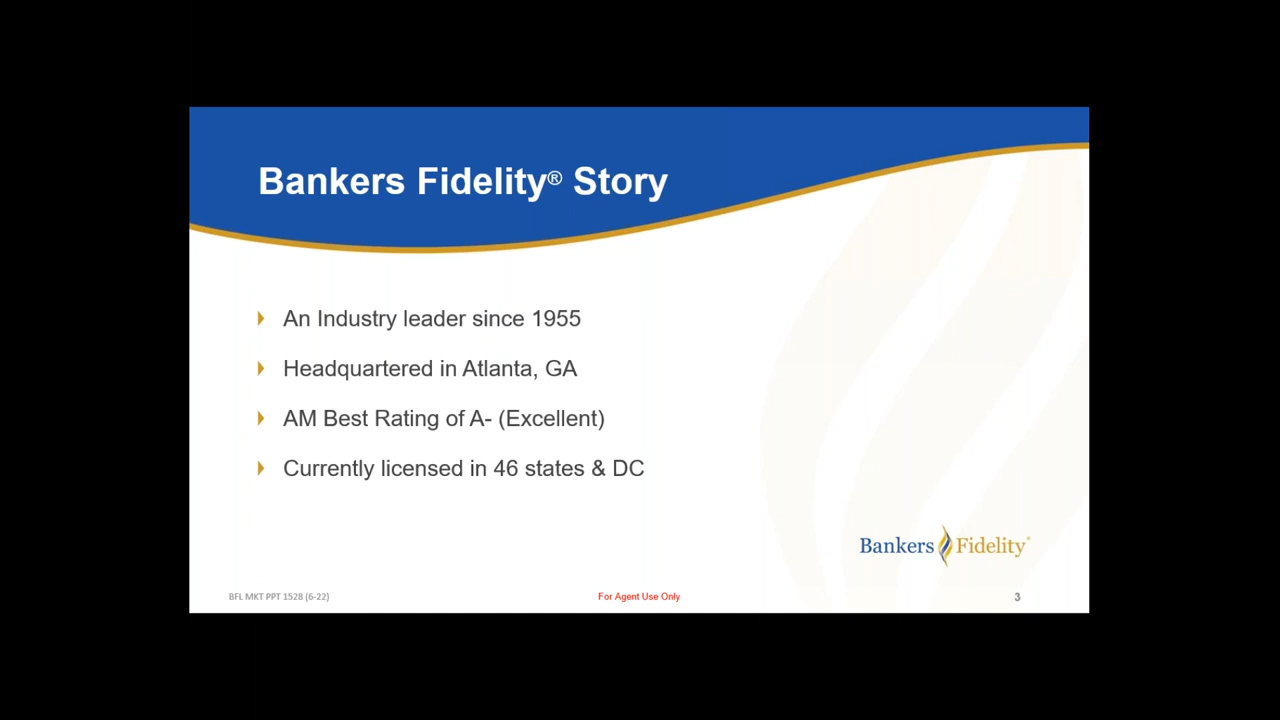 Bankers Fidelity® Story
An Industry leader since 1955
Headquartered in Atlanta, GA
AM Best Rating of A- (Excellent)
Currently licensed in 46 states & DC
Bankers Fidelity®
BFL MKT PPT 1528 (6-22)
For Agent Use Only
3